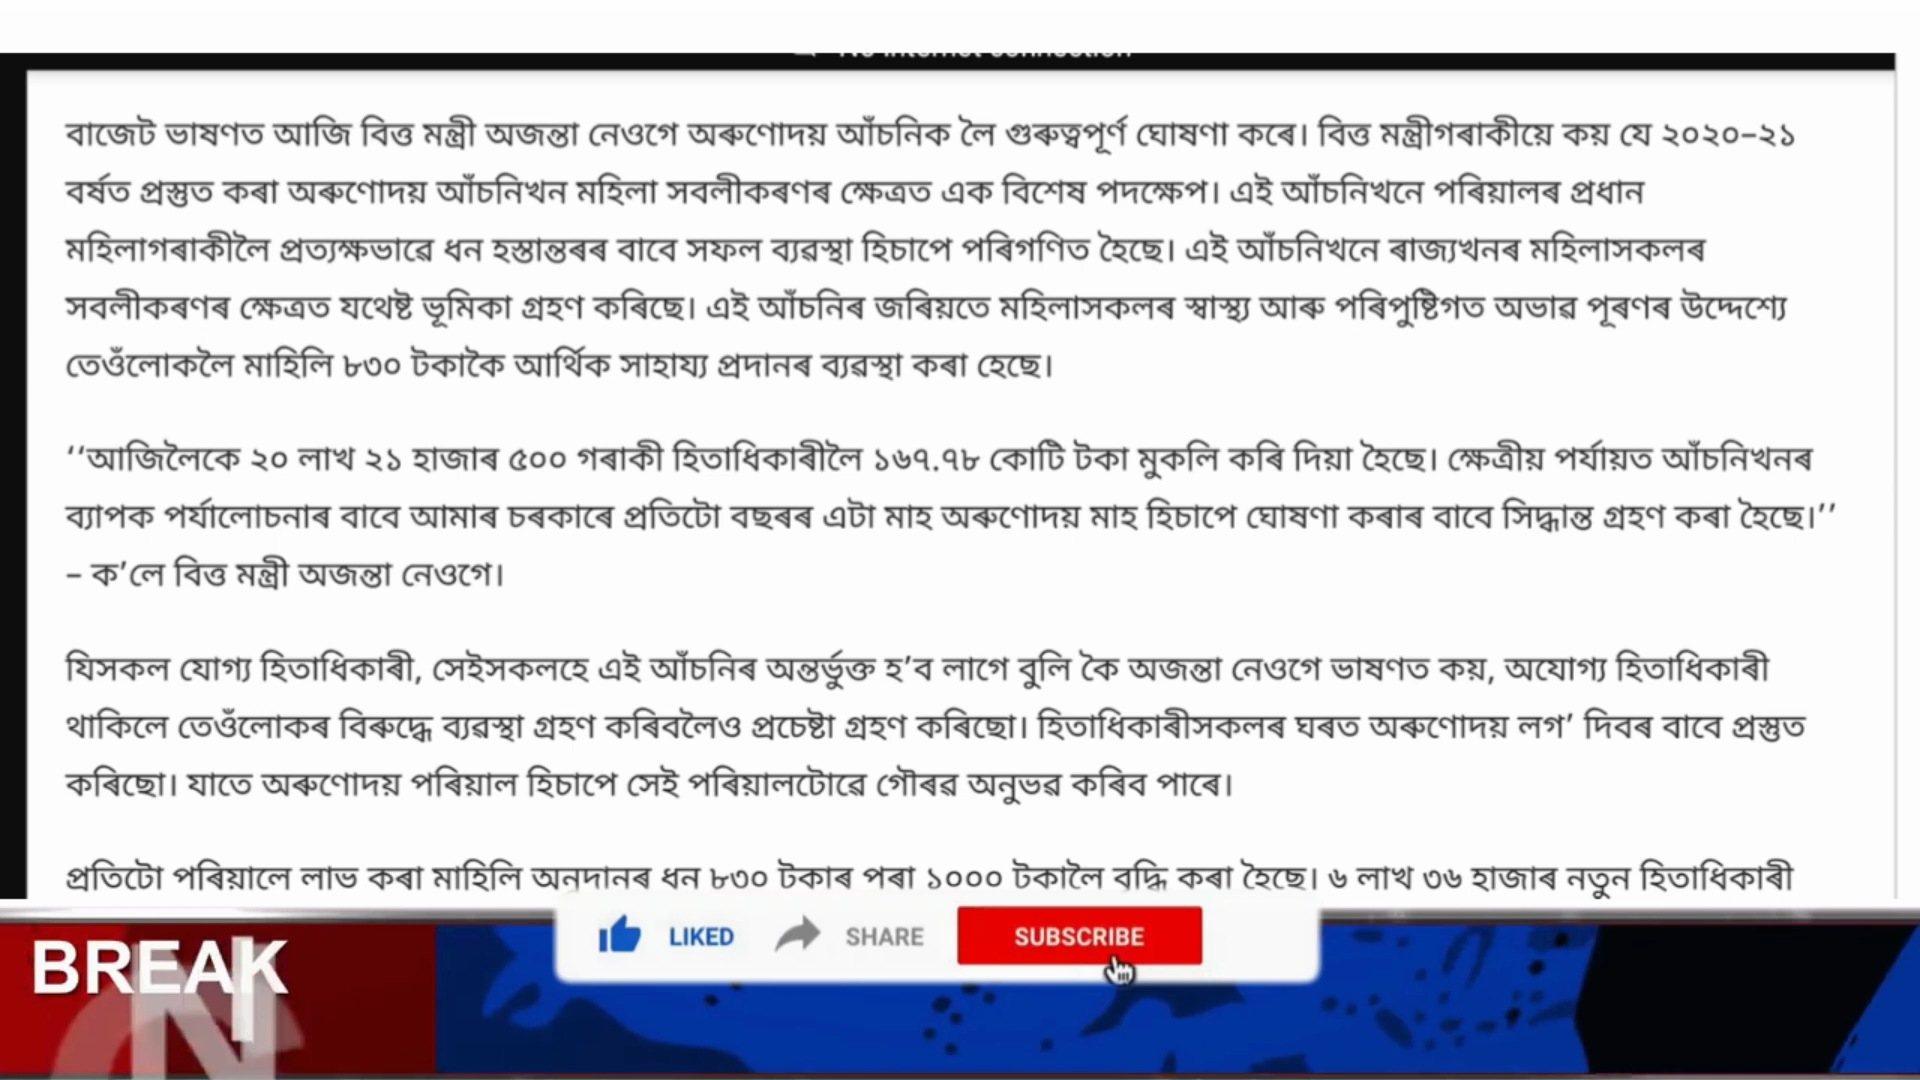 No internet connection
বাজেট ভাষণত আজি বিত্ত মন্ত্ৰী অজন্তা নেওগে অৰুণোদয় আঁচনিক লৈ গুৰুত্বপূৰ্ণ ঘোষণা কৰে। বিত্ত মন্ত্ৰীগৰাকীয়ে কয় যে ২০২০–২১
বৰ্ষত প্ৰস্তুত কৰা অৰুণোদয় আঁচনিখন মহিলা সবলীকৰণৰ ক্ষেত্ৰত এক বিশেষ পদক্ষেপ। এই আঁচনিখনে পৰিয়ালৰ প্ৰধান
মহিলাগৰাকীলৈ প্ৰত্যক্ষভাৱে ধন হস্তান্তৰৰ বাবে সফল ব্যৱস্থা হিচাপে পৰিগণিত হৈছে। এই আঁচনিখনে ৰাজ্যখনৰ মহিলাসকলৰ
সবলীকৰণৰ ক্ষেত্ৰত যথেষ্ট ভূমিকা গ্ৰহণ কৰিছে। এই আঁচনিৰ জৰিয়তে মহিলাসকলৰ স্বাস্থ্য আৰু পৰিপুষ্টিগত অভাৱ পূৰণৰ উদ্দেশ্যে
তেওঁলোকলৈ মাহিলি ৮৩০ টকাকৈ আৰ্থিক সাহায্য প্ৰদানৰ ব্যৱস্থা কৰা হেছে।
‘‘আজিলৈকে ২০ লাখ ২১ হাজাৰ ৫০০ গৰাকী হিতাধিকাৰীলৈ ১৬৭.৭৮ কোটি টকা মুকলি কৰি দিয়া হৈছে। ক্ষেত্ৰীয় পৰ্যায়ত আঁচনিখনৰ
ব্যাপক পৰ্যালোচনাৰ বাবে আমাৰ চৰকাৰে প্ৰতিটো বছৰৰ এটা মাহ অৰুণোদয় মাহ হিচাপে ঘোষণা কৰাৰ বাবে সিদ্ধান্ত গ্ৰহণ কৰা হৈছে।’’
– ক’লে বিত্ত মন্ত্ৰী অজন্তা নেওগে।
যিসকল যোগ্য হিতাধিকাৰী, সেইসকলহে এই আঁচনিৰ অন্তৰ্ভুক্ত হ’ব লাগে বুলি কৈ অজন্তা নেওগে ভাষণত কয়, অযোগ্য হিতাধিকাৰী
থাকিলে তেওঁলোকৰ বিৰুদ্ধে ব্যৱস্থা গ্ৰহণ কৰিবলৈও প্ৰচেষ্টা গ্ৰহণ কৰিছো। হিতাধিকাৰীসকলৰ ঘৰত অৰুণোদয় লগ’ দিবৰ বাবে প্ৰস্তুত
কৰিছো। যাতে অৰুণোদয় পৰিয়াল হিচাপে সেই পৰিয়ালটোৱে গৌৰৱ অনুভৱ কৰিব পাৰে।
প্ৰতিটো পৰিয়ালে লাভ কৰা মাহিলি অনুদানৰ ধন ৮৩০ টকাৰ পৰা ১০০০ টকালৈ বৃদ্ধি কৰা হৈছে। ৬ লাখ ৩৬ হাজাৰ নতুন হিতাধিকাৰী
LIKED SHARE SUBSCRIBE
BREAK
N